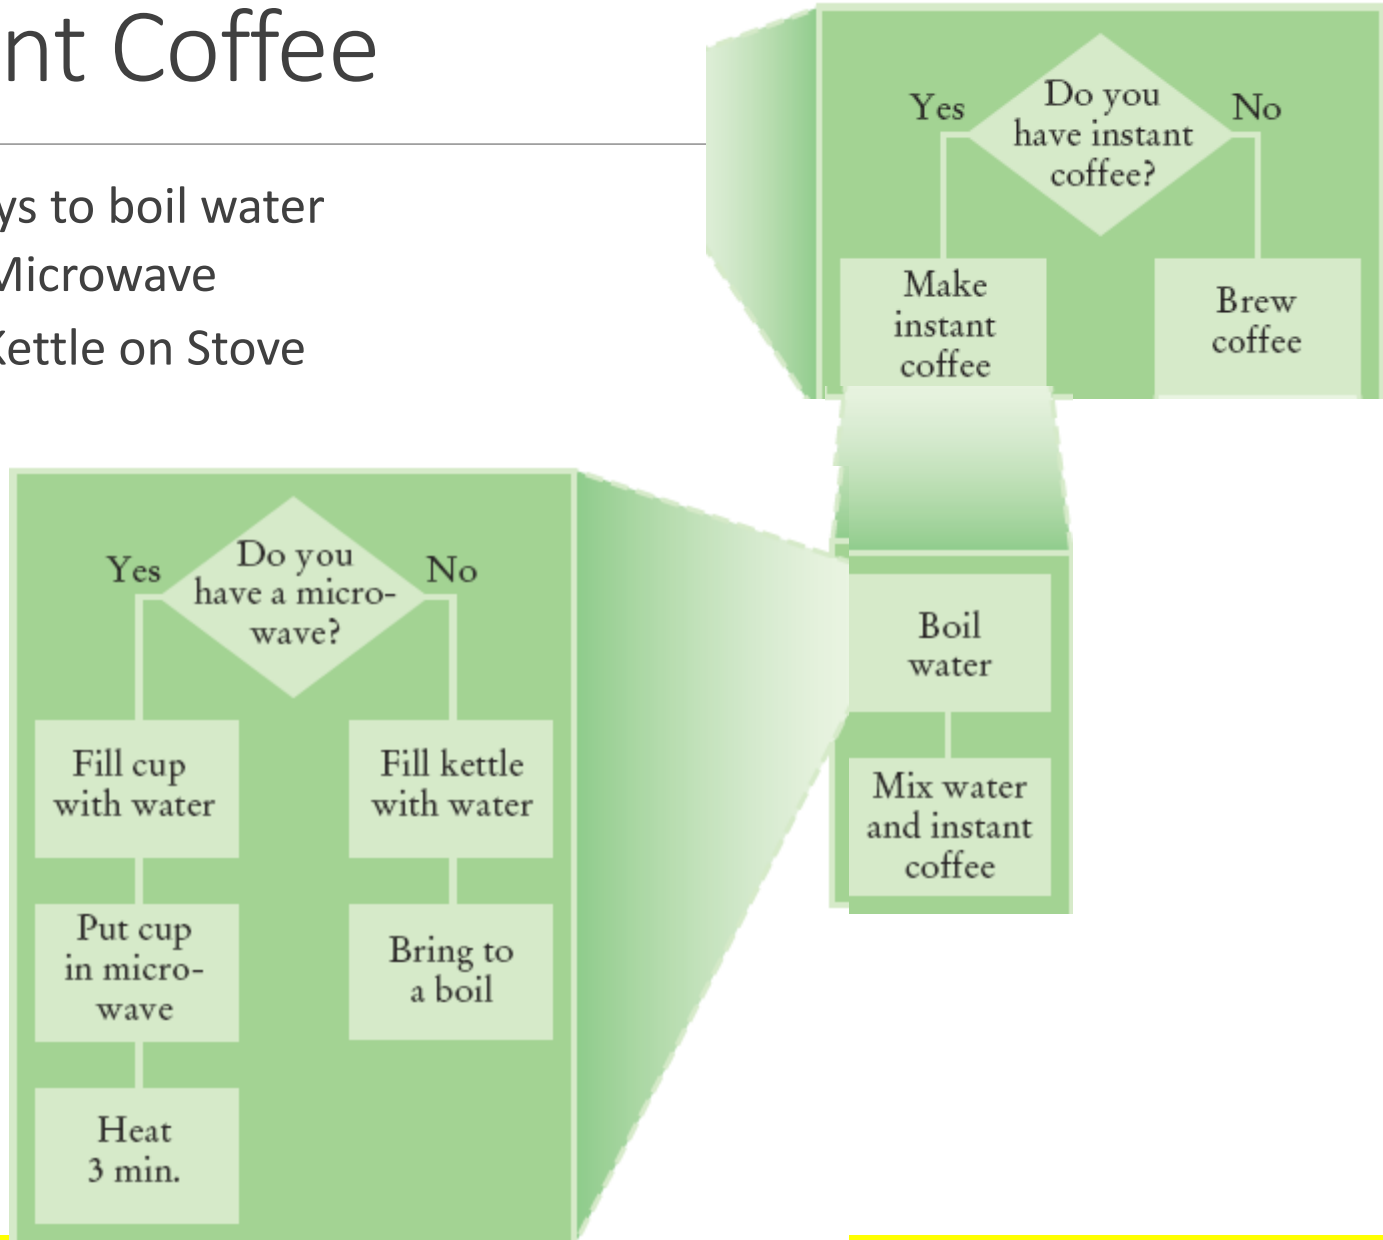 nt Coffee
ys to boil water
Microwave
Kettle on Stove
Do you
have instant
coffee?
Yes
No
Make
instant
coffee
Brew
coffee
Do you
have a micro-
wave?
Yes
No
Fill cup
with water
Put cup
in micro-
wave
Heat
3 min.
Fill kettle
with water
Bring to
a boil
Boil
water
Mix water
and instant
coffee